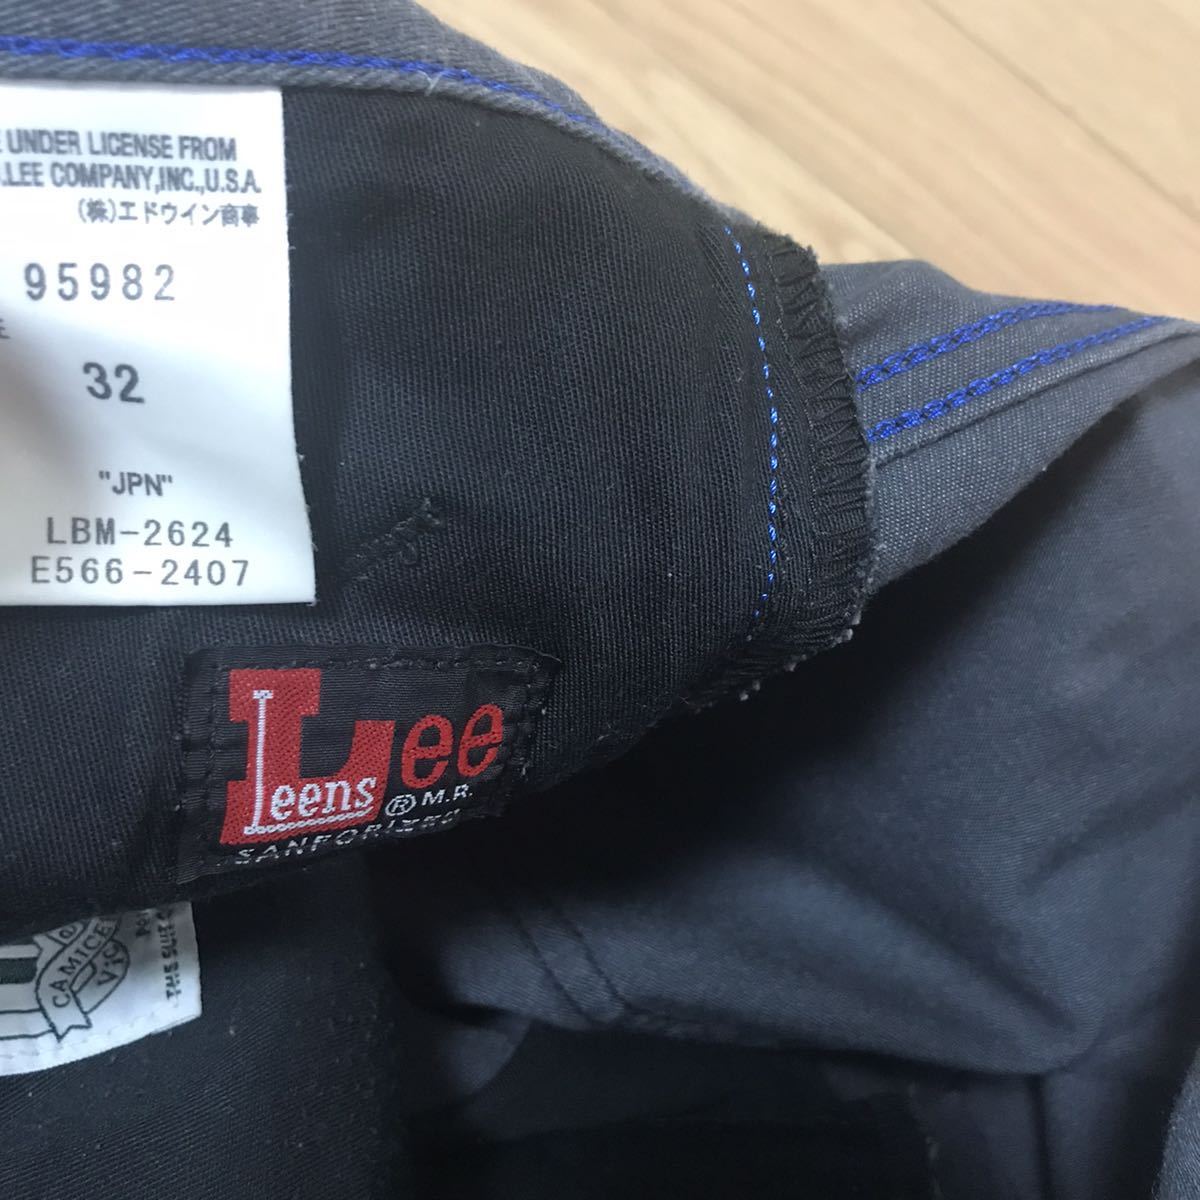 UNDER LICENSE FROM
LEE COMPANY,INC.,U.S.A.
(株)エドウイン商事
95982
32
"JPN"
LBM-2624
E566-2407
Lee
Leens ® M.R.
SANFORIZED